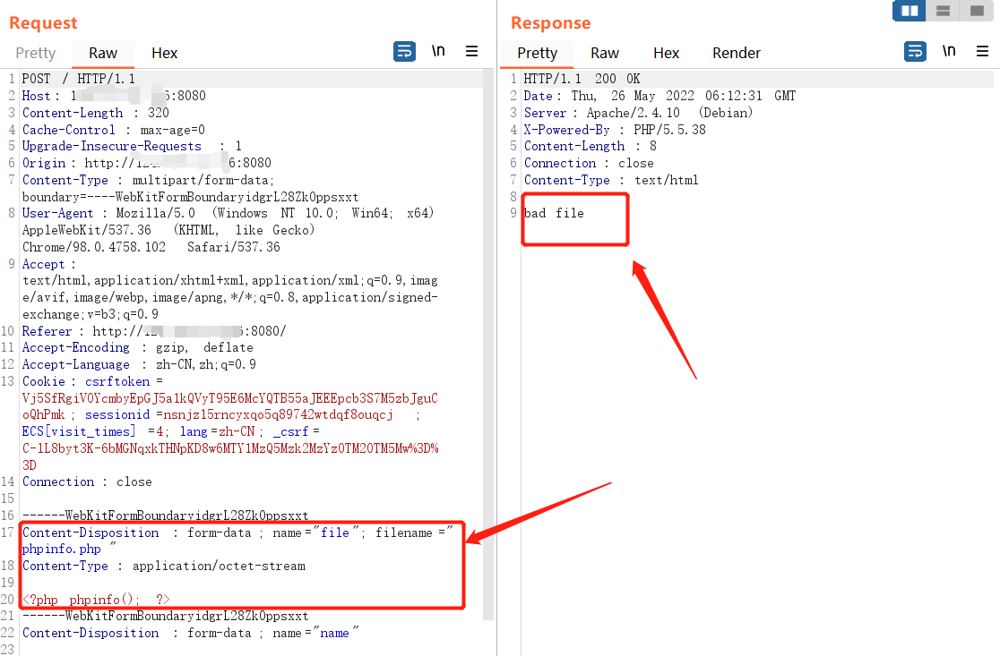 Request
Pretty Raw Hex
\n
1 POST / HTTP/1.1
2 Host : 1 6:8080
3 Content-Length : 320
4 Cache-Control : max-age=0
5 Upgrade-Insecure-Requests : 1
6 Origin : http:// 6:8080
7 Content-Type : multipart/form-data;
boundary=----WebKitFormBoundaryidgrL28Zk0ppsxxt
8 User-Agent : Mozilla/5.0 (Windows NT 10.0; Win64; x64)
AppleWebKit/537.36 (KHTML, like Gecko)
Chrome/98.0.4758.102 Safari/537.36
9 Accept :
text/html,application/xhtml+xml,application/xml;q=0.9,imag
e/avif,image/webp,image/apng,*/*;q=0.8,application/signed-
exchange;v=b3;q=0.9
10 Referer : http:// :8080/
11 Accept-Encoding : gzip, deflate
12 Accept-Language : zh-CN,zh;q=0.9
13 Cookie : csrftoken =
Vj5SfRgiVOYcmbyEpGJ5a1kQVyT95E6McYQTB55aJEEEpcb3S7M5zbJguC
oQhPmk ; sessionid =nsnjz15rncyxqo5q89742wtdqf8ouqcj ;
ECS[visit_times] =4; lang =zh-CN ; _csrf =
C-1L8byt3K-6bMGNqxkTHNpKD8w6MTY1MzQ5Mzk2MzYzOTM2OTM5Mw%3D%
3D
14 Connection : close
15
16 ------WebKitFormBoundaryidgrL28Zk0ppsxxt
17 Content-Disposition : form-data ; name ="file"; filename ="
phpinfo.php "
18 Content-Type : application/octet-stream
19
20 <?php phpinfo(); ?>
21 ------WebKitFormBoundaryidgrL28Zk0ppsxxt
22 Content-Disposition : form-data ; name ="name"
23
Response
Pretty Raw Hex Render
\n
1 HTTP/1.1 200 OK
2 Date : Thu, 26 May 2022 06:12:31 GMT
3 Server : Apache/2.4.10 (Debian)
4 X-Powered-By : PHP/5.5.38
5 Content-Length : 8
6 Connection : close
7 Content-Type : text/html
8
9 bad file